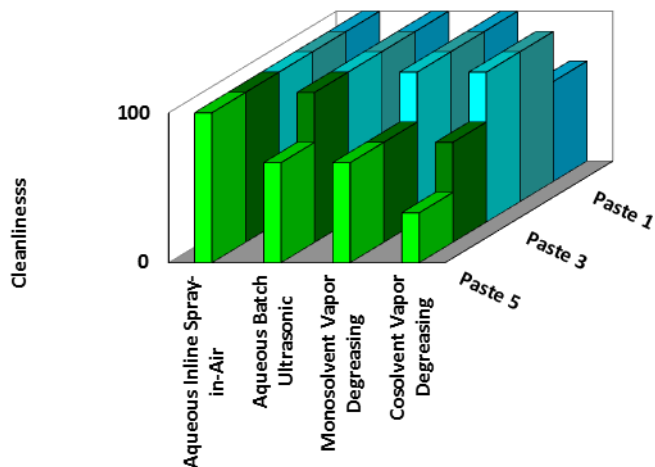 100
0
Cleanlinesss
Aqueous Inline Spray-
in-Air
Aqueous Batch
Ultrasonic
Monosolvent Vapor
Degreasing
Cosolvent Vapor
Degreasing
Paste 5
Paste 3
Paste 1